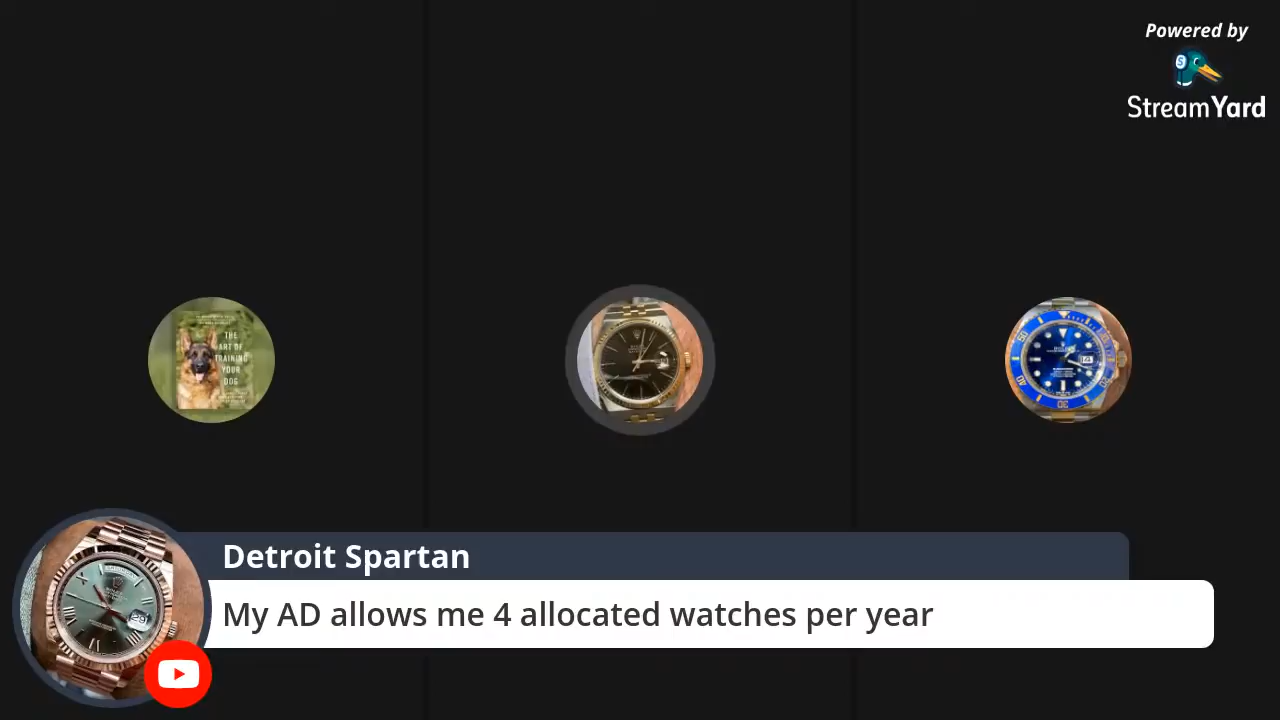 Powered by
StreamYard
THE
ART OF
TRAINING
YOUR
DOG
Detroit Spartan
My AD allows me 4 allocated watches per year